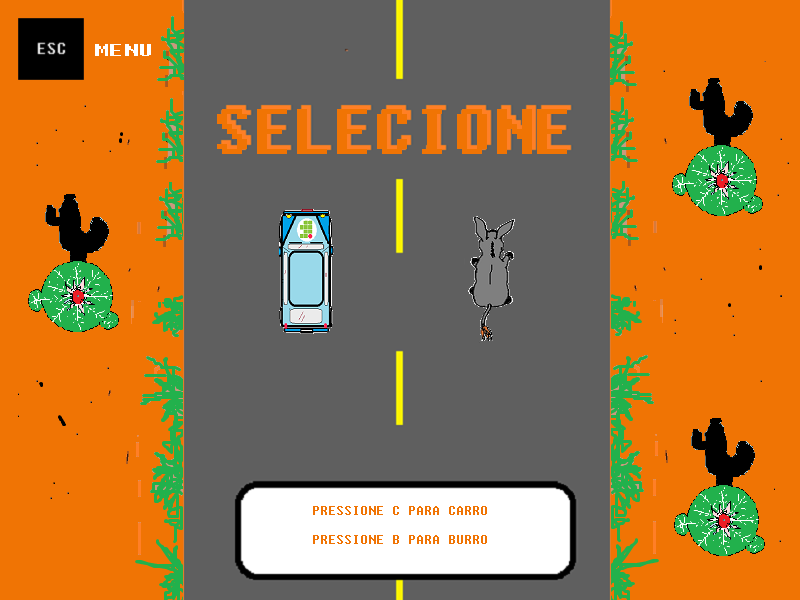 ESC MENU
SELECIONE
PRESSIONE C PARA CARRO
PRESSIONE B PARA BURRO